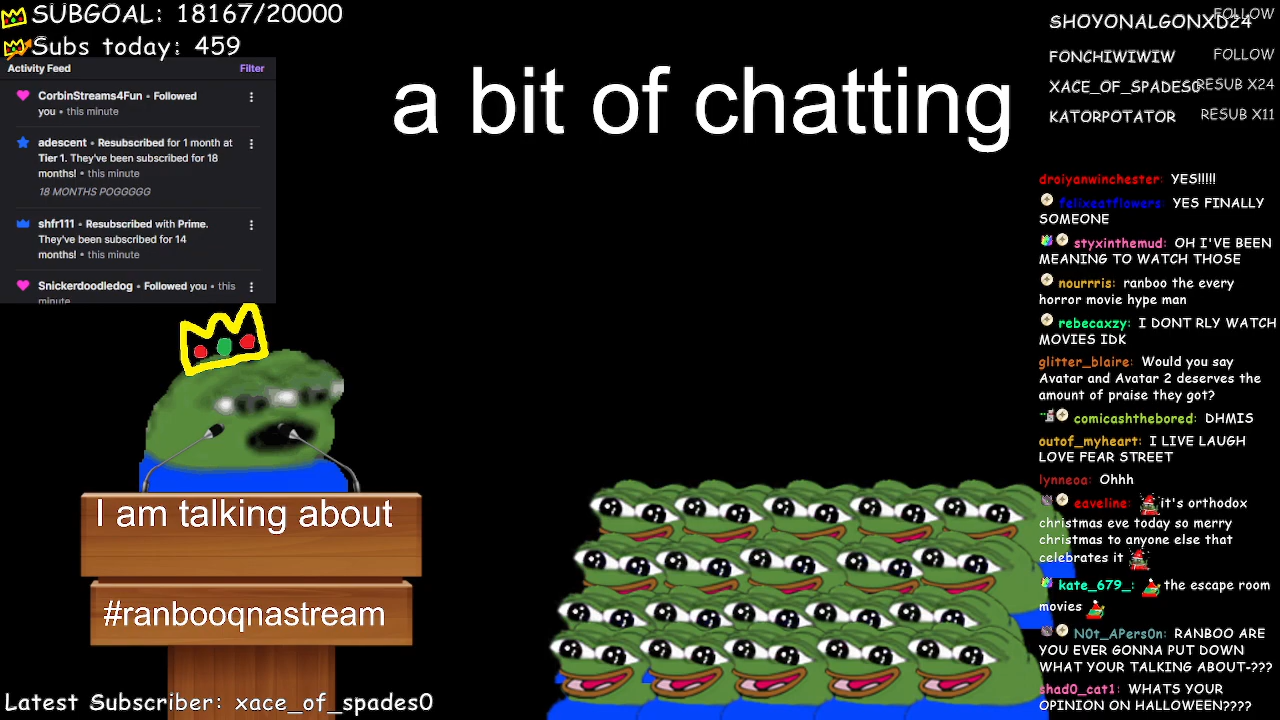 SUBGOAL: 18167/20000
Subs today: 459
Activity Feed
Filter
CorbinStreams4Fun • Followed
you • this minute
adescent • Resubscribed for 1 month at
Tier 1. They've been subscribed for 18
months! • this minute
18 MONTHS POGGGGG
shfr111 • Resubscribed with Prime.
They've been subscribed for 14
months! • this minute
Snickerdoodledog • Followed you • this
minute
a bit of chatting
SHOYONALGONXD24 FOLLOW
FONCHIWIWIW FOLLOW
XACE_OF_SPADES0 RESUB X24
KATORPOTATOR RESUB X11
droiyanwinchester: YES!!!!!
felixeatflowers: YES FINALLY
SOMEONE
styxinthemud: OH I'VE BEEN
MEANING TO WATCH THOSE
nourrris: ranboo the every
horror movie hype man
rebecaxzy: I DONT RLY WATCH
MOVIES IDK
glitter_blaire: Would you say
Avatar and Avatar 2 deserves the
amount of praise they got?
comicashthebored: DHMIS
outof_myheart: I LIVE LAUGH
LOVE FEAR STREET
lynneoa: Ohhh
eaveline: it's orthodox
christmas eve today so merry
christmas to anyone else that
celebrates it
kate_679_: the escape room
movies
N0t_APers0n: RANBOO ARE
YOU EVER GONNA PUT DOWN
WHAT YOUR TALKING ABOUT-???
shad0_cat1: WHATS YOUR
OPINION ON HALLOWEEN????
I am talking about
#ranbooqnastream
Latest Subscriber: xace_of_spades0